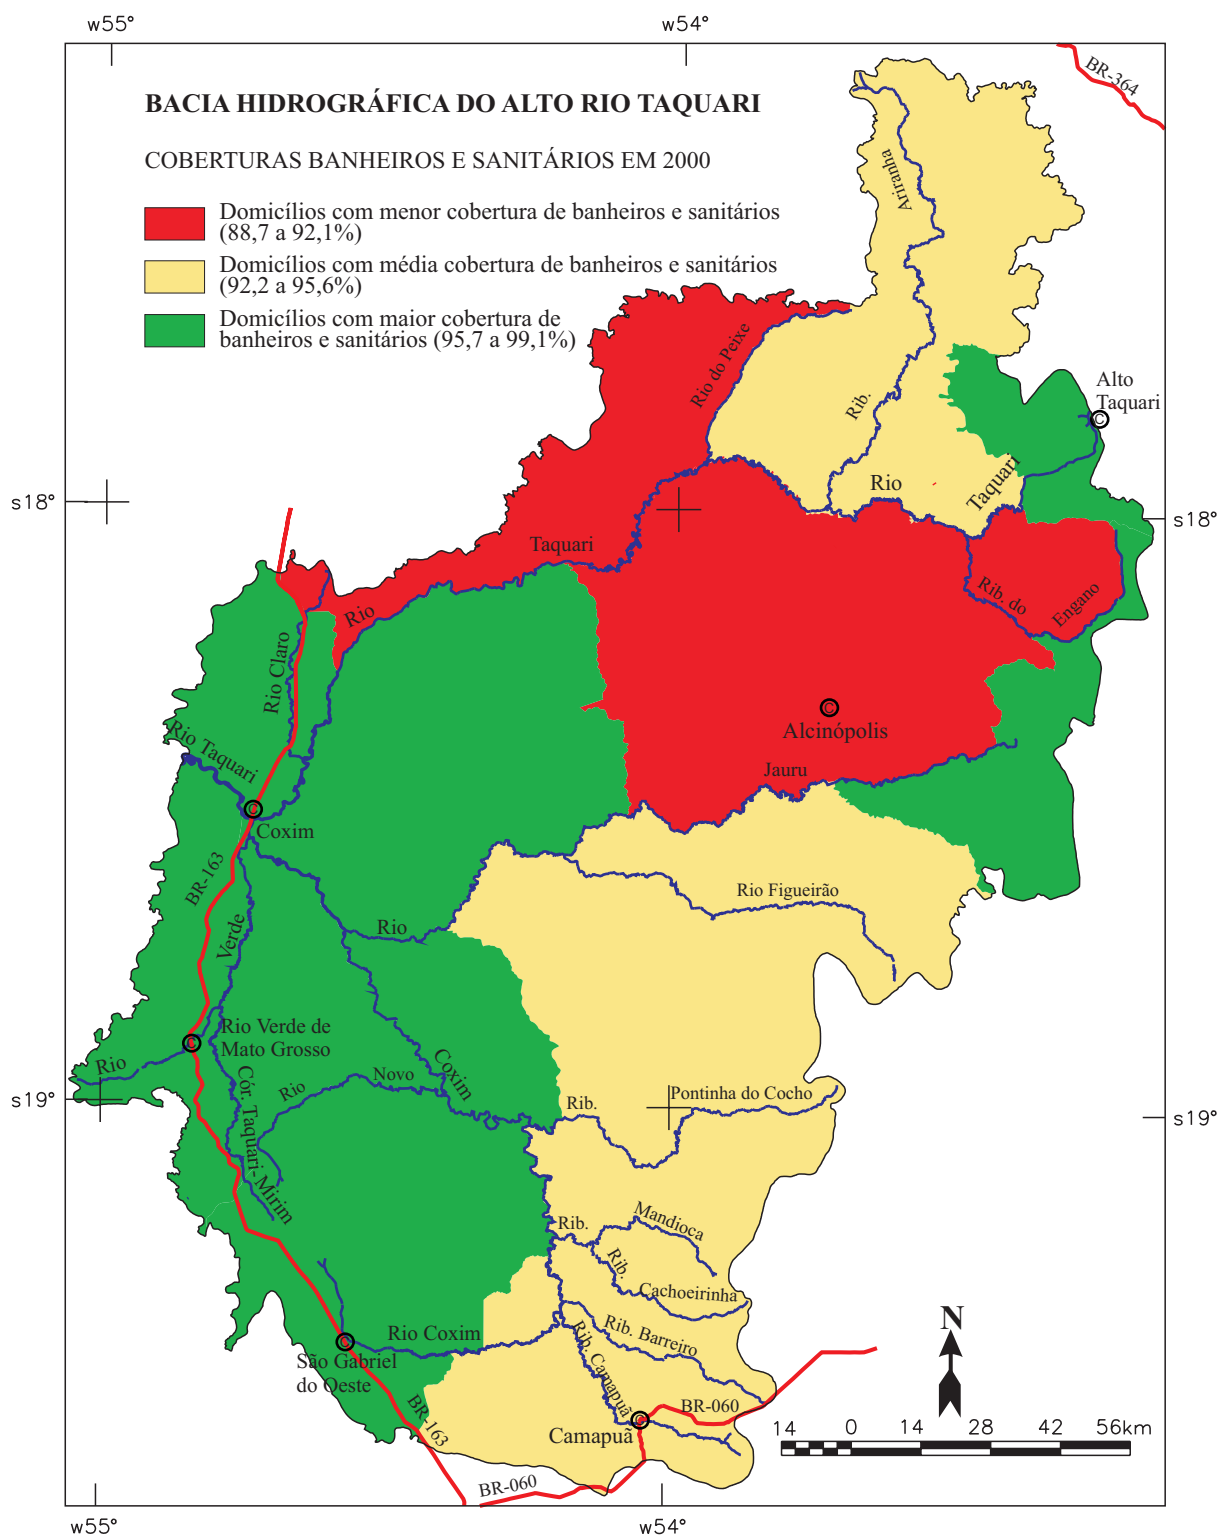 w55°
w54°
BR-364
BACIA HIDROGRÁFICA DO ALTO RIO TAQUARI
COBERTURAS BANHEIROS E SANITÁRIOS EM 2000
Domicílios com menor cobertura de banheiros e sanitários
(88,7 a 92,1%)
Domicílios com média cobertura de banheiros e sanitários
(92,2 a 95,6%)
Domicílios com maior cobertura de
banheiros e sanitários (95,7 a 99,1%)
Ariranha
Rio do Peixe
Rib.
Alto
Taquari
C
s18°
Rio
Taquari
s18°
Taquari
Rio
Rib. do
Engano
Rio Claro
C
Alcinópolis
Rio Taquari
Jauru
C
Coxim
BR-163
Verde
Rio Figueirão
Rio
Rio Verde de
Mato Grosso
C
Rio
Cór. Taquari-Mirim
Rio
Novo
Coxim
s19°
Rib.
Pontinha do Cocho
s19°
Rib.
Mandioca
Rib.
Cachoeirinha
Rio Coxim
Rib. Barreiro
Rib. Camapuã
C
São Gabriel
do Oeste
BR-163
BR-060
C
Camapuã
BR-060
N
14 0 14 28 42 56km
w55°
w54°